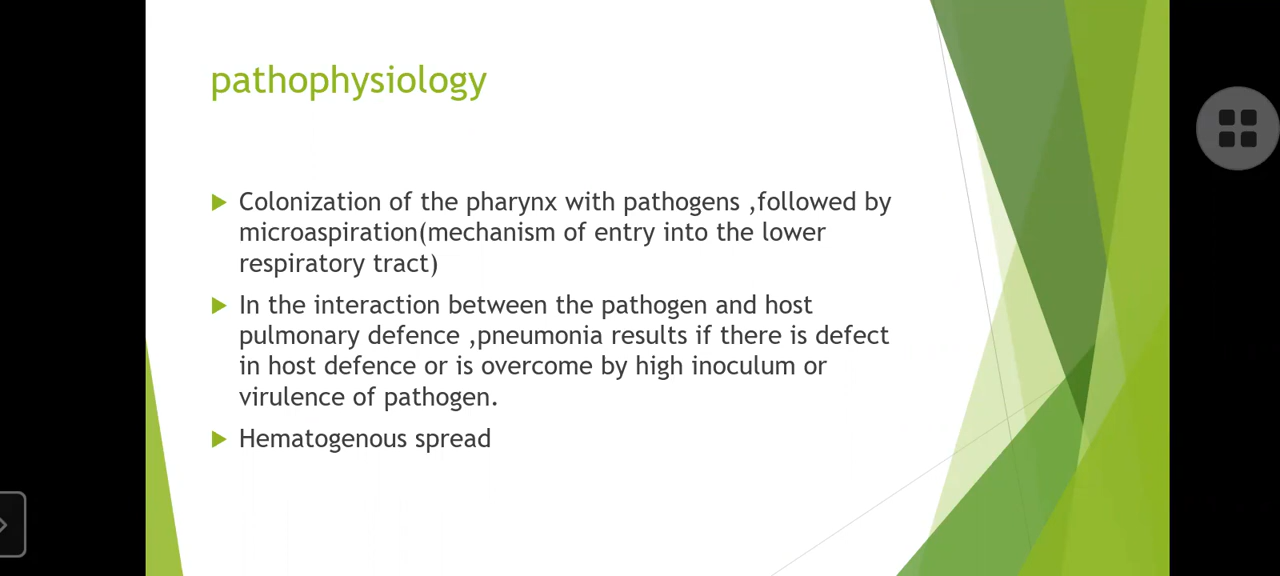 pathophysiology
Colonization of the pharynx with pathogens ,followed by
microaspiration(mechanism of entry into the lower
respiratory tract)
In the interaction between the pathogen and host
pulmonary defence ,pneumonia results if there is defect
in host defence or is overcome by high inoculum or
virulence of pathogen.
Hematogenous spread